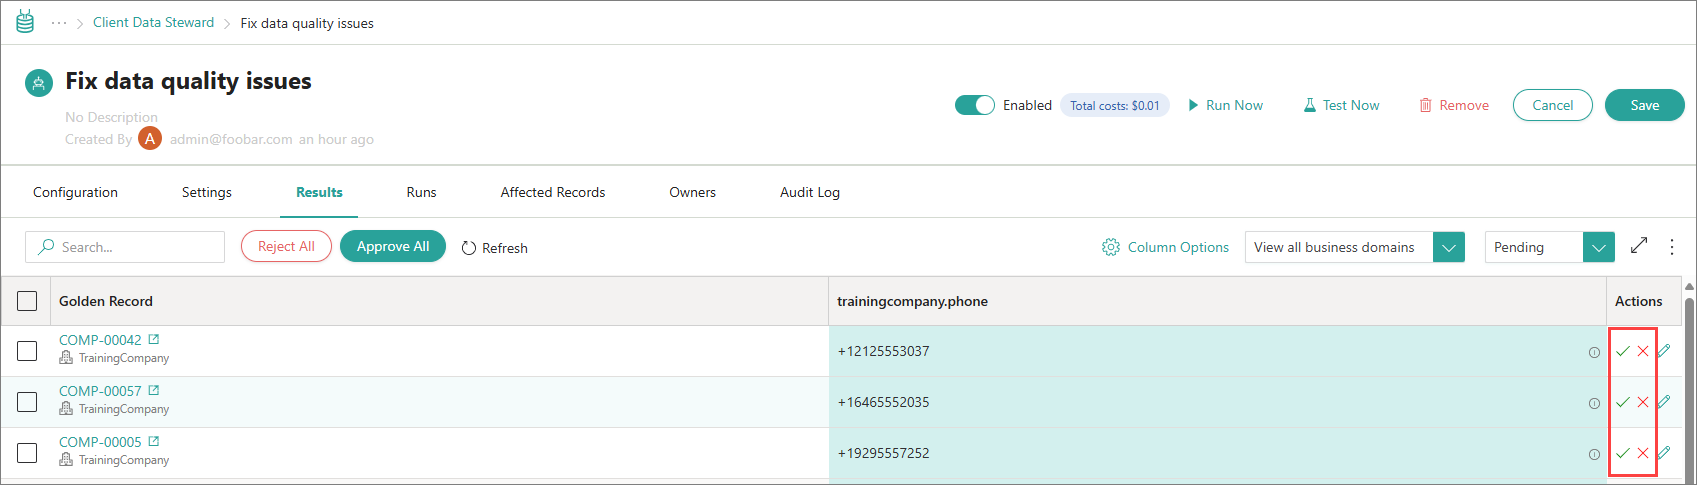 ··· > Client Data Steward > Fix data quality issues
Fix data quality issues
No Description
Created By A admin@foobar.com an hour ago
Enabled Total costs: $0.01 Run Now Test Now Remove Cancel Save
Configuration Settings Results Runs Affected Records Owners Audit Log
Search... Reject All Approve All Refresh Column Options View all business domains Pending
Golden Record trainingcompany.phone Actions
COMP-00042 +12125553037
TrainingCompany
COMP-00057 +16465552035
TrainingCompany
COMP-00005 +19295557252
TrainingCompany